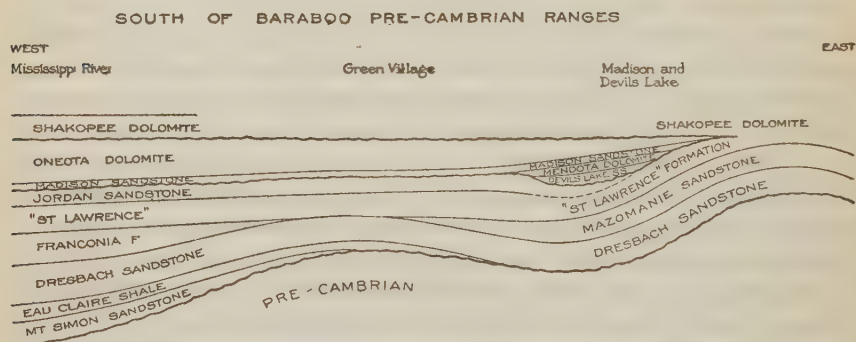 SOUTH OF BARABOO PRE-CAMBRIAN RANGES
WEST
EAST
Mississippi River
Green Village
Madison and
Devils Lake
SHAKOPEE DOLOMITE
SHAKOPEE DOLOMITE
ONEOTA DOLOMITE
MADISON SANDSTONE
MENDOTA DOLOMITE
DEVILS LAKE SS
MADISON SANDSTONE
JORDAN SANDSTONE
"ST LAWRENCE" FORMATION
"ST LAWRENCE"
MAZOMANIE SANDSTONE
FRANCONIA F
DRESBACH SANDSTONE
DRESBACH SANDSTONE
EAU CLAIRE SHALE
MT SIMON SANDSTONE
PRE-CAMBRIAN